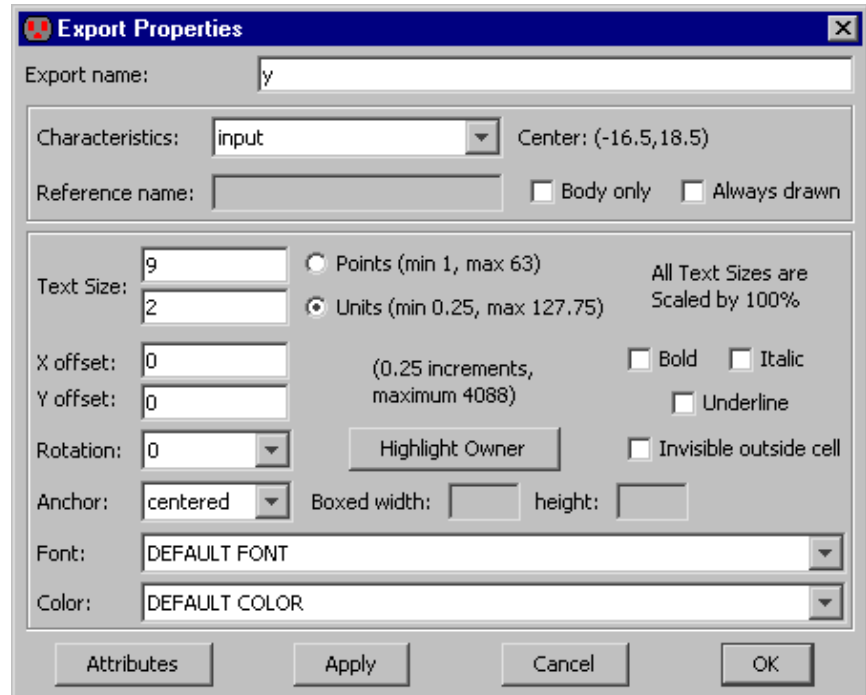 Export Properties
Export name: y
Characteristics: input Center: (-16.5,18.5)
Reference name: Body only Always drawn
Text Size: 9 Points (min 1, max 63) All Text Sizes are
2 Units (min 0.25, max 127.75) Scaled by 100%
X offset: 0 (0.25 increments, Bold Italic
Y offset: 0 maximum 4088) Underline
Rotation: 0 Highlight Owner Invisible outside cell
Anchor: centered Boxed width: height:
Font: DEFAULT FONT
Color: DEFAULT COLOR
Attributes Apply Cancel OK